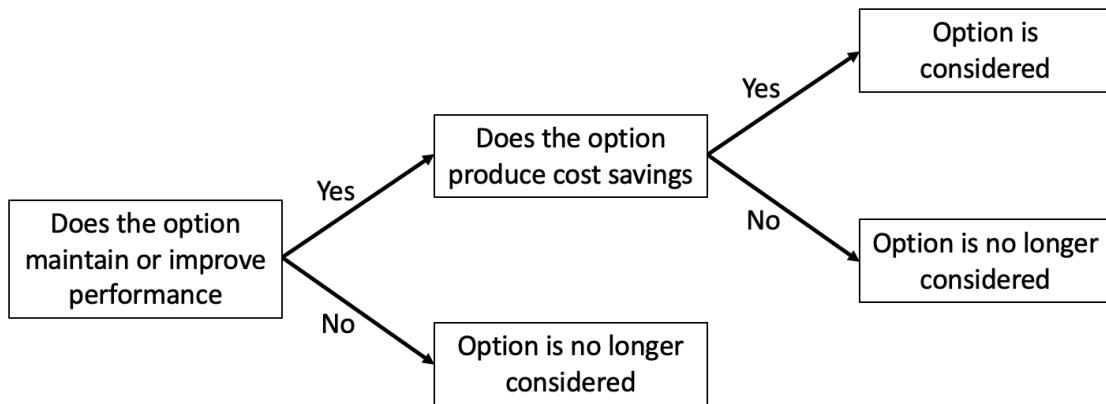 Does the option
maintain or improve
performance
Yes
No
Does the option
produce cost savings
Option is no longer
considered
Yes
No
Option is
considered
Option is no longer
considered